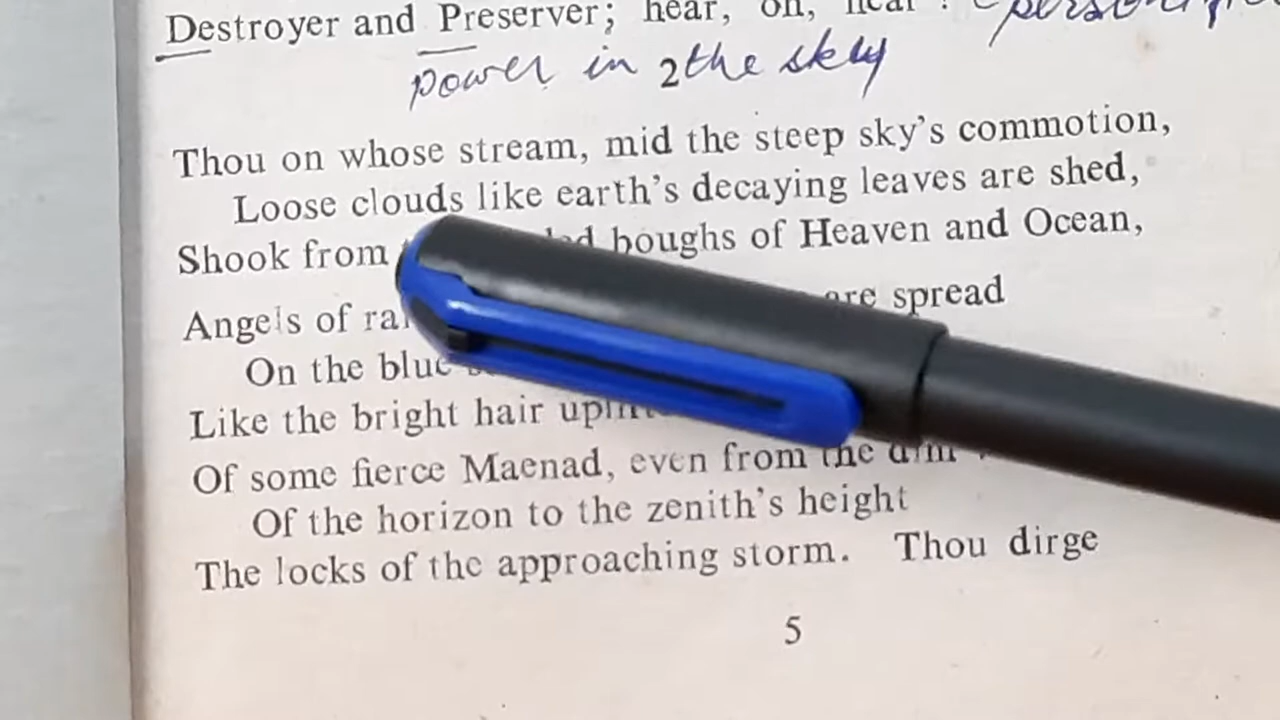 Destroyer and Preserver; hear, oh, hear!
power in the sky
2
Thou on whose stream, mid the steep sky's commotion,
Loose clouds like earth's decaying leaves are shed,
Shook from boughs of Heaven and Ocean,
Angels of are spread
On the blue
Like the bright hair
Of some fierce Maenad, even from the dim
Of the horizon to the zenith's height
The locks of the approaching storm. Thou dirge
5